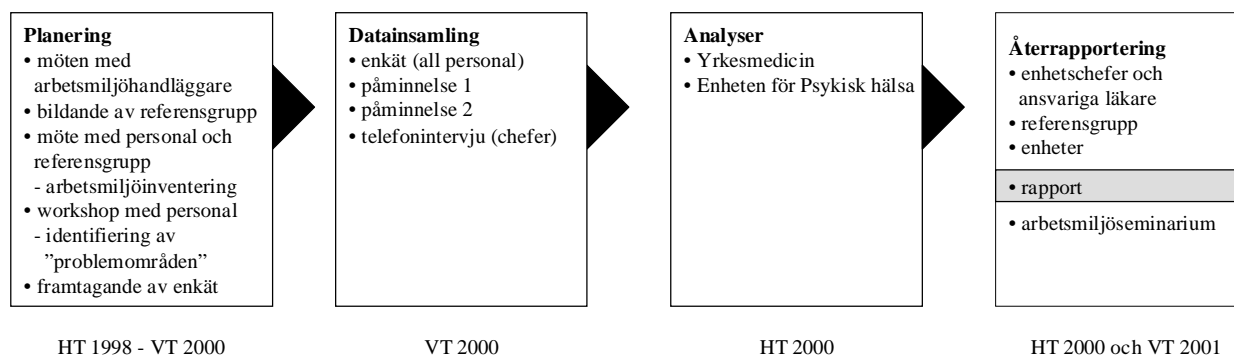 Planering
• möten med
arbetsmiljöhandläggare
• bildande av referensgrupp
• möte med personal och
referensgrupp
- arbetsmiljöinventering
• workshop med personal
- identifiering av
”problemområden”
• framtagande av enkät
HT 1998 - VT 2000
Datainsamling
• enkät (all personal)
• påminnelse 1
• påminnelse 2
• telefonintervju (chefer)
VT 2000
Analyser
• Yrkesmedicin
• Enheten för Psykisk hälsa
HT 2000
Återrapportering
• enhetschefer och
ansvariga läkare
• referensgrupp
• enheter
• rapport
• arbetsmiljöseminarium
HT 2000 och VT 2001